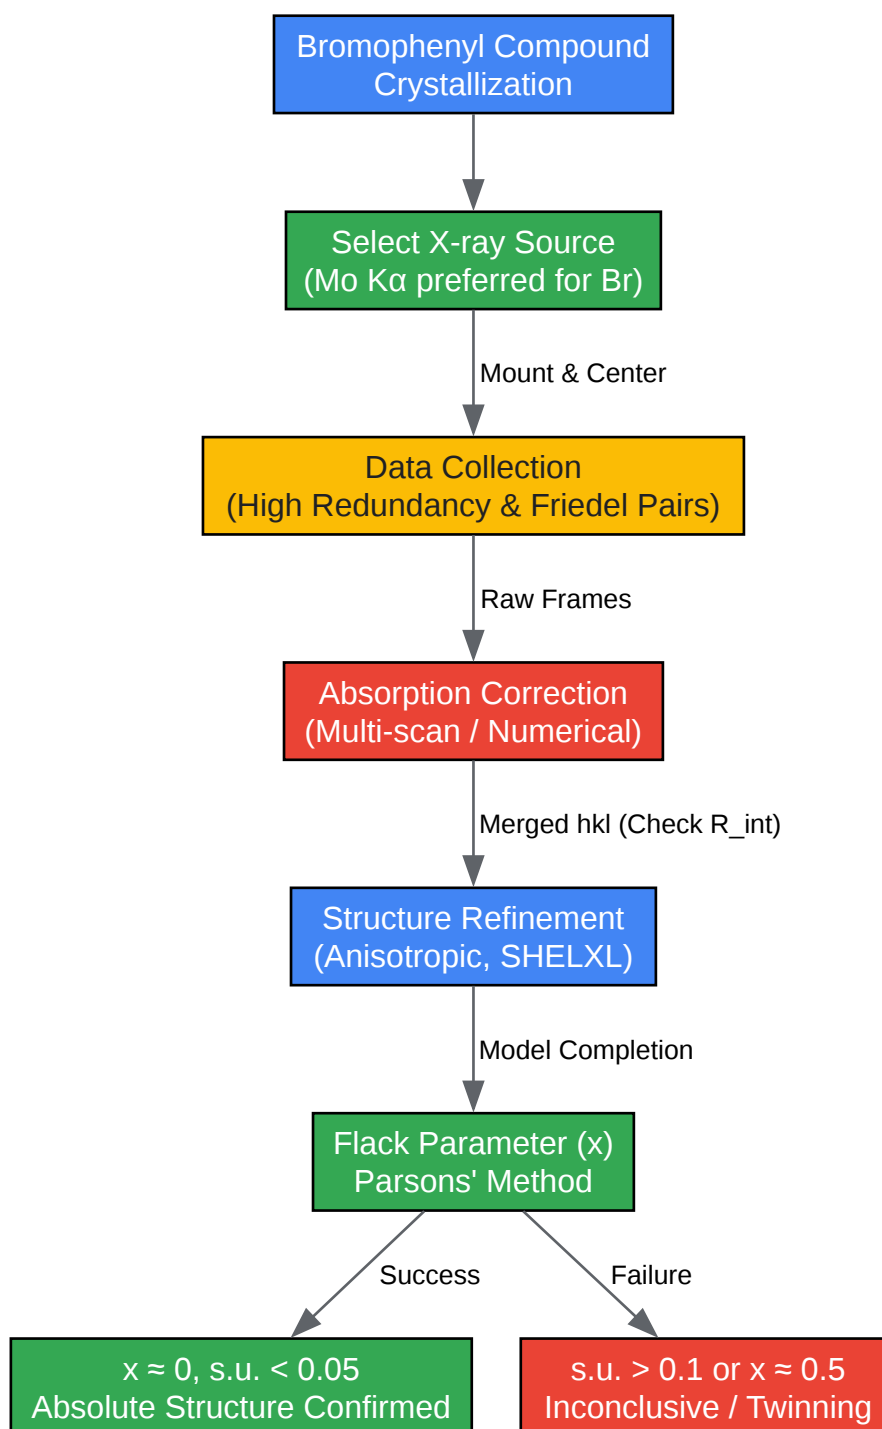 Bromophenyl Compound
Crystallization
Select X-ray Source
(Mo Kα preferred for Br)
Mount & Center
Data Collection
(High Redundancy & Friedel Pairs)
Raw Frames
Absorption Correction
(Multi-scan / Numerical)
Merged hkl (Check R_int)
Structure Refinement
(Anisotropic, SHELXL)
Model Completion
Flack Parameter (x)
Parsons' Method
Success
Failure
x ≈ 0, s.u. < 0.05
Absolute Structure Confirmed
s.u. > 0.1 or x ≈ 0.5
Inconclusive / Twinning